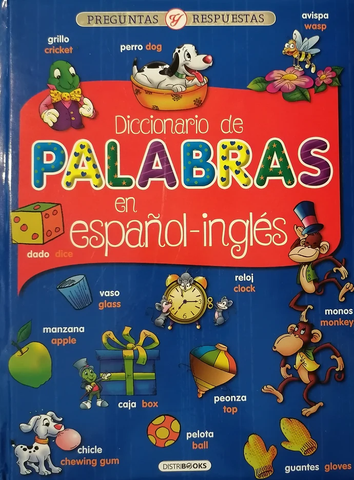 PREGUNTAS Y RESPUESTAS
grillo
cricket
perro dog
avispa
wasp
Diccionario de
PALABRAS
en
español-inglés
dado dice
vaso
glass
reloj
clock
monos
monkey
manzana
apple
caja box
peonza
top
chicle
chewing gum
pelota
ball
guantes gloves
DISTRIBOOKS